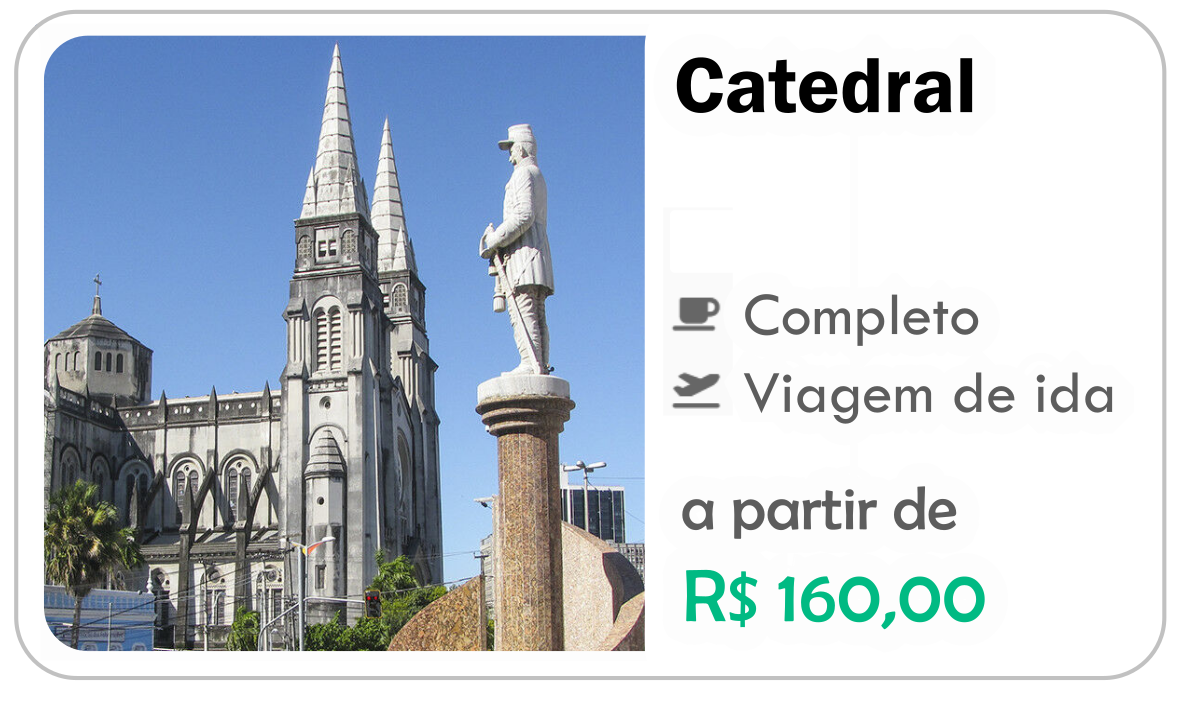 Catedral
Completo
Viagem de ida
a partir de
R$ 160,00